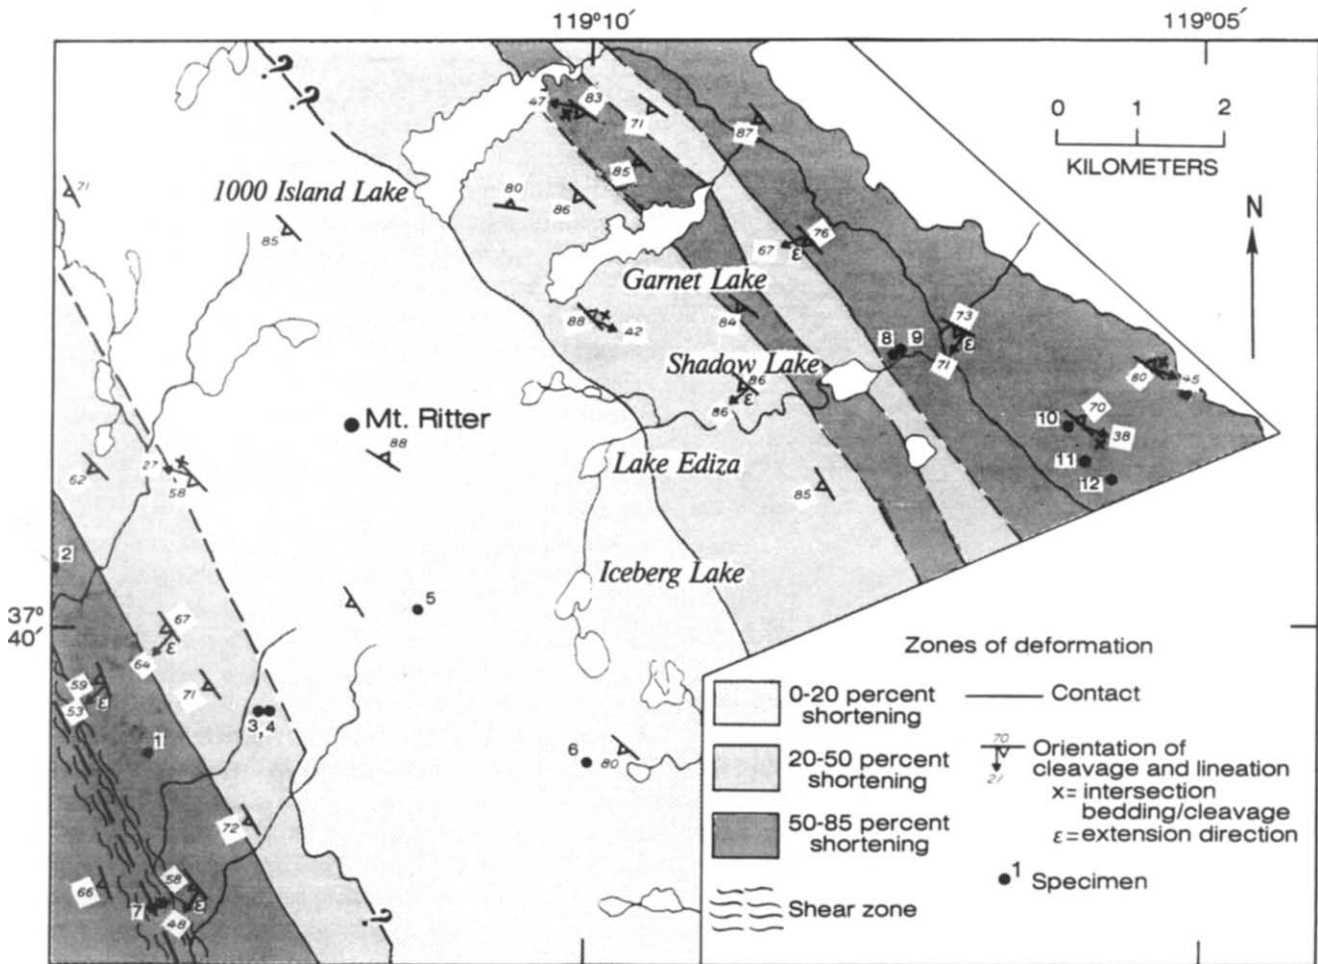 119°10′
119°05′
0 1 2
KILOMETERS
N
47
83
71
87
71
80
85
86
1000 Island Lake
85
76
67
ε
Garnet Lake
88
x
42
84
73
8 9
71
ε
Shadow Lake
86
86
ε
80
45
Mt. Ritter
88
10
70
38
x
11
12
27
x
62
58
Lake Ediza
85
2
Iceberg Lake
5
37°
40′
67
64
ε
59
53
ε
71
3,4
1
6
80
72
66
58
7
48
ε
?
?
?
Zones of deformation
0-20 percent
shortening
Contact
20-50 percent
shortening
70
21
Orientation of
cleavage and lineation
x= intersection
bedding/cleavage
ε= extension direction
50-85 percent
shortening
1 Specimen
Shear zone